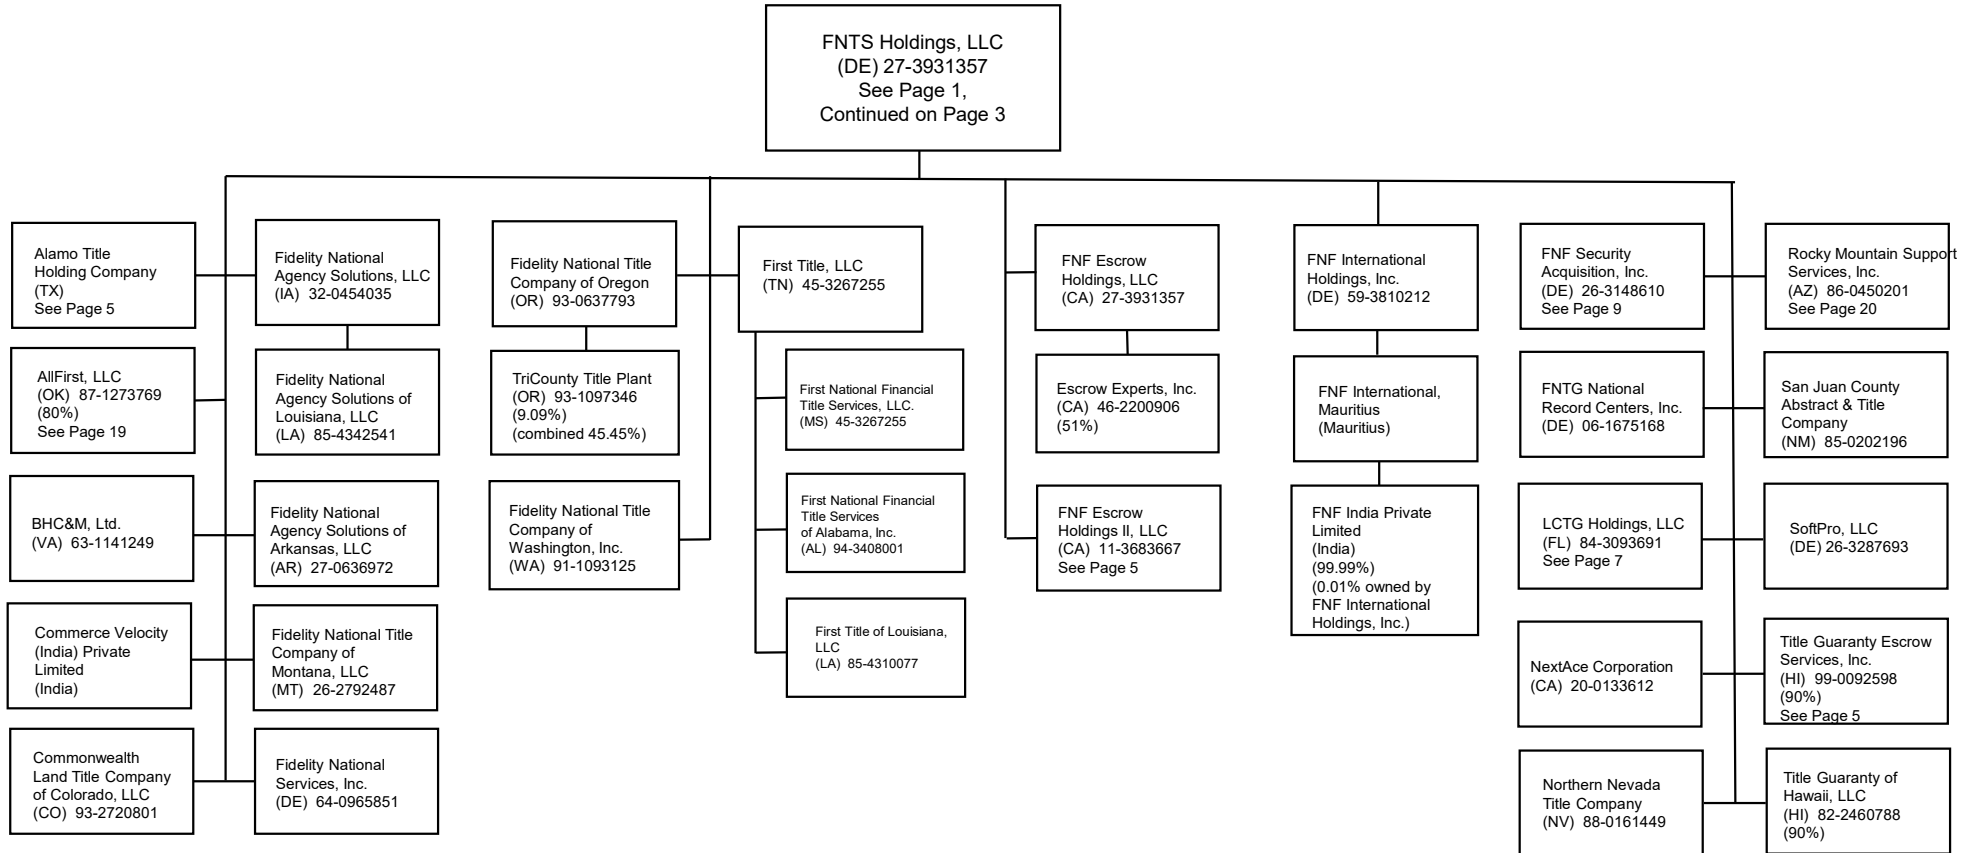 FNTS Holdings, LLC
(DE) 27-3931357
See Page 1,
Continued on Page 3
Alamo Title
Holding Company
(TX)
See Page 5
Fidelity National
Agency Solutions, LLC
(IA) 32-0454035
Fidelity National Title
Company of Oregon
(OR) 93-0637793
First Title, LLC
(TN) 45-3267255
FNF Escrow
Holdings, LLC
(CA) 27-3931357
FNF International
Holdings, Inc.
(DE) 59-3810212
FNF Security
Acquisition, Inc.
(DE) 26-3148610
See Page 9
Rocky Mountain Support
Services, Inc.
(AZ) 86-0450201
See Page 20
AllFirst, LLC
(OK) 87-1273769
(80%)
See Page 19
Fidelity National
Agency Solutions of
Louisiana, LLC
(LA) 85-4342541
TriCounty Title Plant
(OR) 93-1097346
(9.09%)
(combined 45.45%)
First National Financial
Title Services, LLC.
(MS) 45-3267255
Escrow Experts, Inc.
(CA) 46-2200906
(51%)
FNF International,
Mauritius
(Mauritius)
FNTG National
Record Centers, Inc.
(DE) 06-1675168
San Juan County
Abstract & Title
Company
(NM) 85-0202196
BHC&M, Ltd.
(VA) 63-1141249
Fidelity National
Agency Solutions of
Arkansas, LLC
(AR) 27-0636972
Fidelity National Title
Company of
Washington, Inc.
(WA) 91-1093125
First National Financial
Title Services
of Alabama, Inc.
(AL) 94-3408001
FNF Escrow
Holdings II, LLC
(CA) 11-3683667
See Page 5
FNF India Private
Limited
(India)
(99.99%)
(0.01% owned by
FNF International
Holdings, Inc.)
LCTG Holdings, LLC
(FL) 84-3093691
See Page 7
SoftPro, LLC
(DE) 26-3287693
Commerce Velocity
(India) Private
Limited
(India)
Fidelity National Title
Company of
Montana, LLC
(MT) 26-2792487
First Title of Louisiana,
LLC
(LA) 85-4310077
NextAce Corporation
(CA) 20-0133612
Title Guaranty Escrow
Services, Inc.
(HI) 99-0092598
(90%)
See Page 5
Commonwealth
Land Title Company
of Colorado, LLC
(CO) 93-2720801
Fidelity National
Services, Inc.
(DE) 64-0965851
Northern Nevada
Title Company
(NV) 88-0161449
Title Guaranty of
Hawaii, LLC
(HI) 82-2460788
(90%)